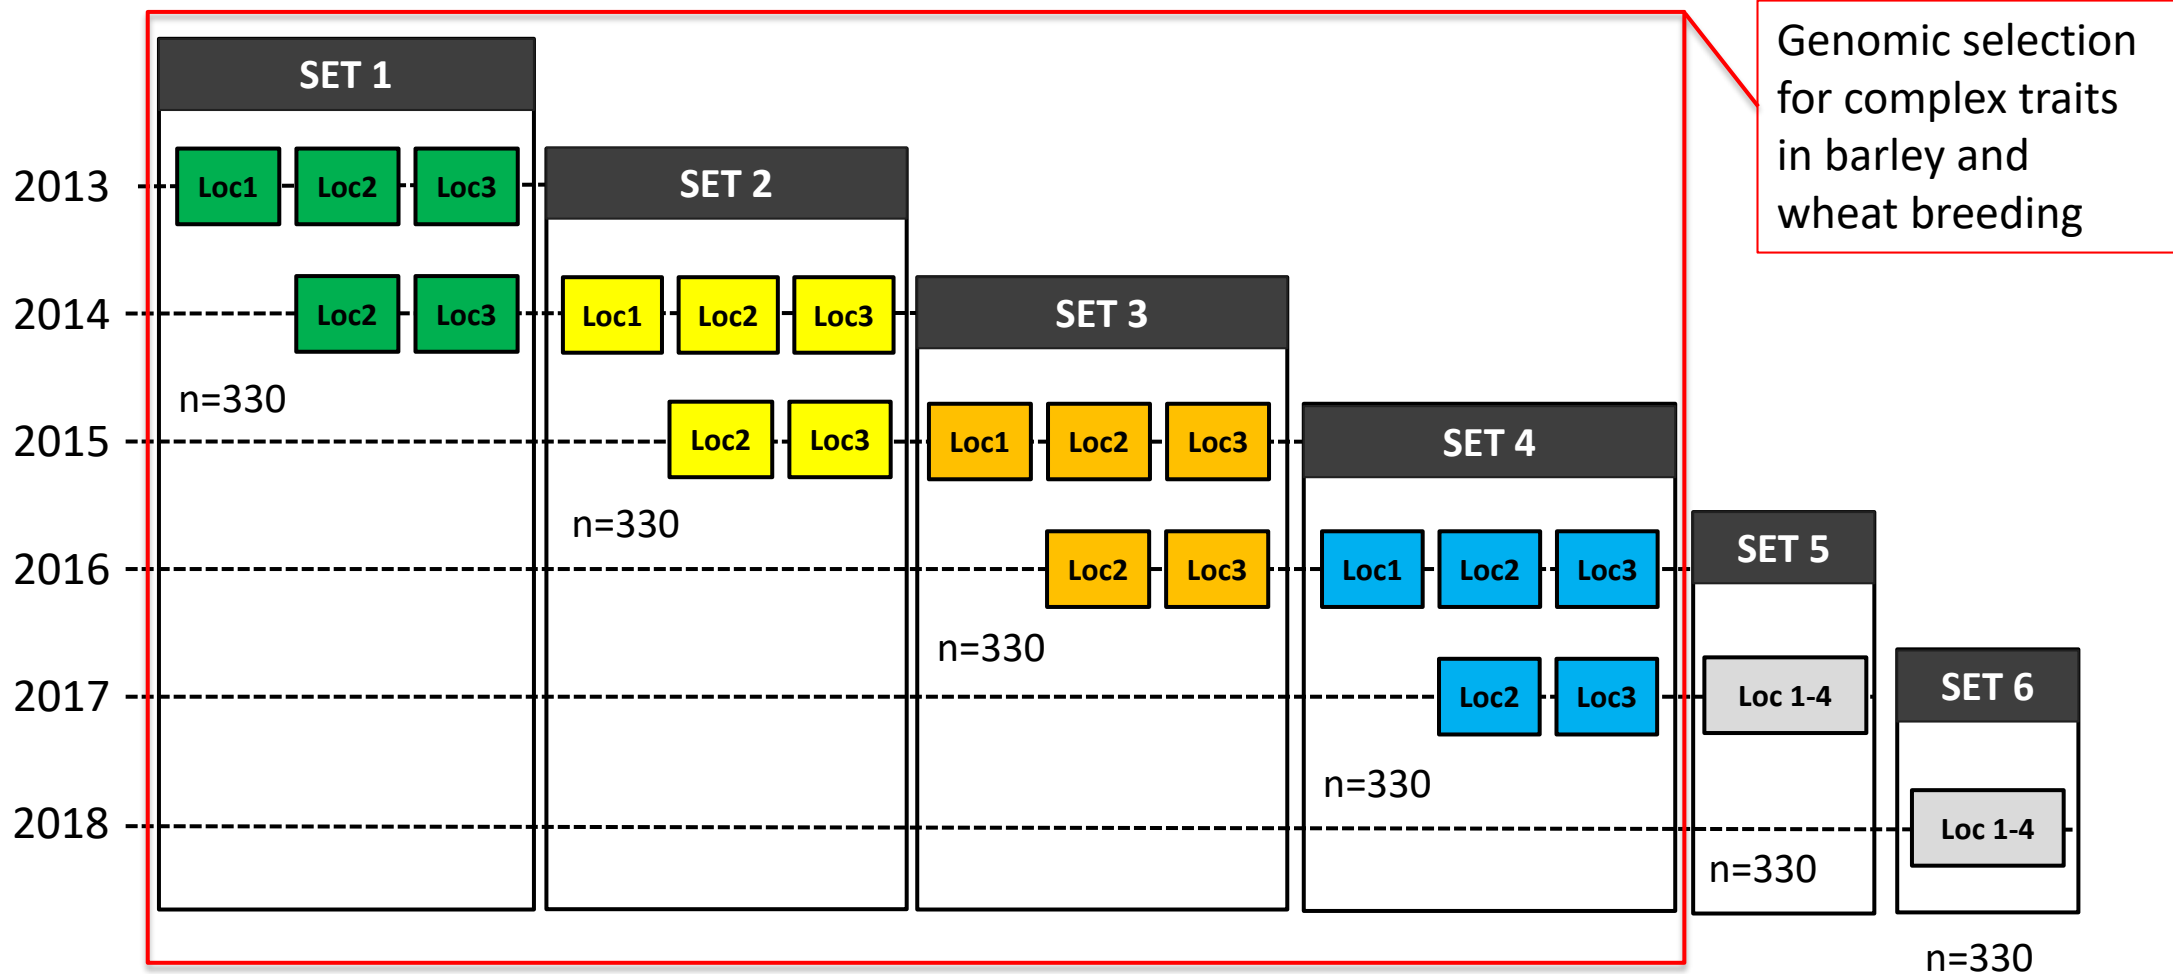 Genomic selection
for complex traits
in barley and
wheat breeding
SET 1
2013 Loc1 Loc2 Loc3 SET 2
2014 Loc2 Loc3 Loc1 Loc2 Loc3 SET 3
n=330
2015 Loc2 Loc3 Loc1 Loc2 Loc3 SET 4
n=330
2016 Loc2 Loc3 Loc1 Loc2 Loc3 SET 5
n=330
2017 Loc2 Loc3 Loc 1-4 SET 6
n=330
2018 Loc 1-4
n=330
n=330